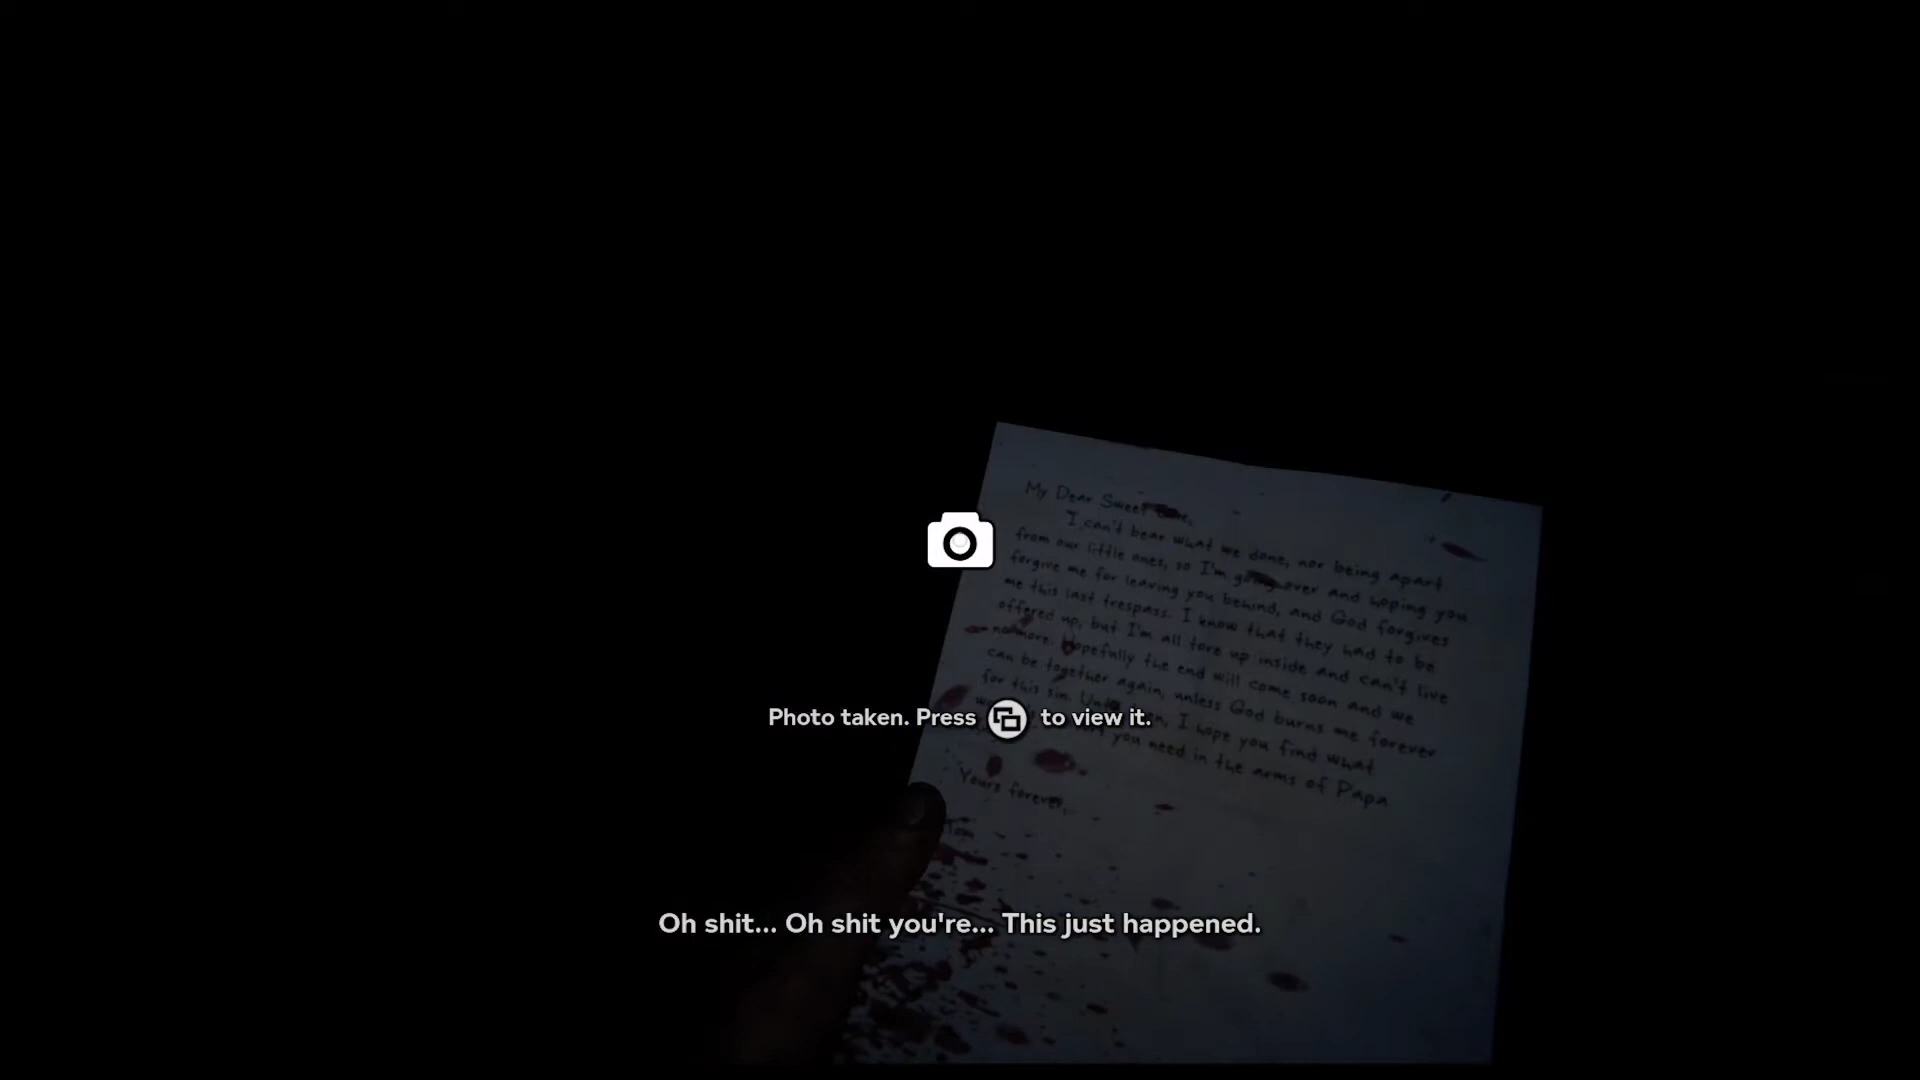 My Dear Sweet
I can't bear what we done, nor being apart
from our little ones, so I'm going over and hoping you
forgive me for leaving you behind, and God forgives
me this last trespass. I know that they had to be
offered up, but I'm all tore up inside and can't live
no more. Hopefully the end will come soon and we
can be together again, unless God burns me forever
for this sin. I hope you find what
you need in the arms of Papa
Yours forever,
Tom
Photo taken. Press to view it.
Oh shit... Oh shit you're... This just happened.